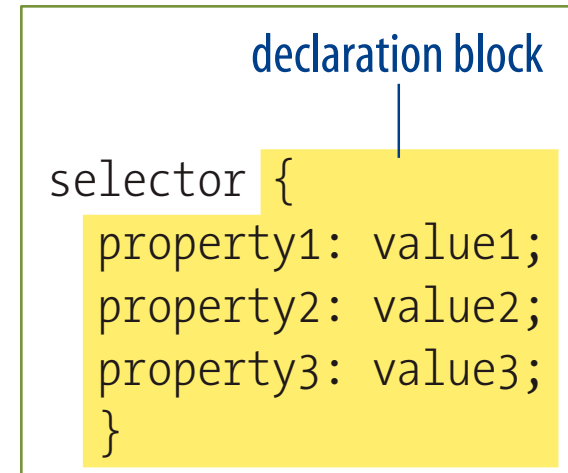 declaration block
selector {
property1: value1;
property2: value2;
property3: value3;
}